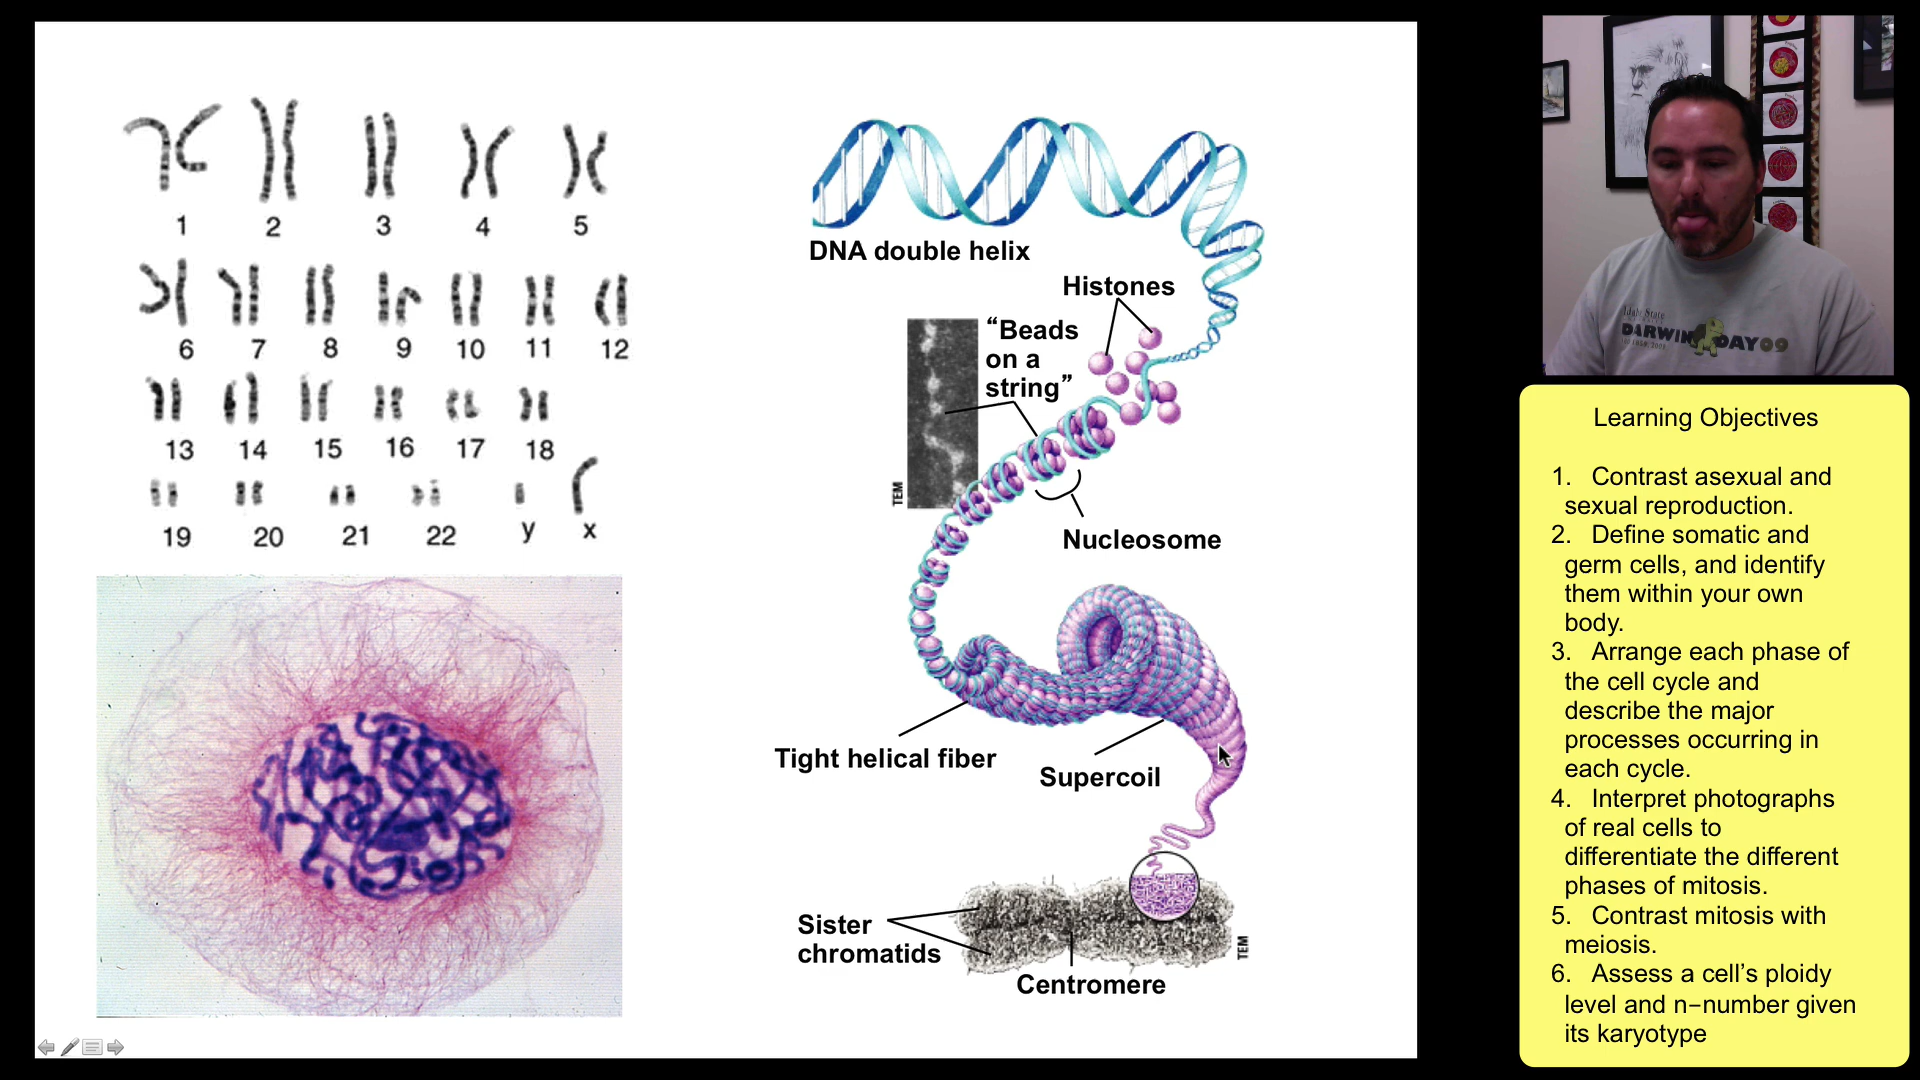 1 2 3 4 5
6 7 8 9 10 11 12
13 14 15 16 17 18
19 20 21 22 y x
DNA double helix
Histones
“Beads
on a
string”
TEM
Nucleosome
Tight helical fiber
Supercoil
Sister
chromatids
TEM
Centromere
Idaho State
DARWIN DAY 09
Learning Objectives
1. Contrast asexual and
sexual reproduction.
2. Define somatic and
germ cells, and identify
them within your own
body.
3. Arrange each phase of
the cell cycle and
describe the major
processes occurring in
each cycle.
4. Interpret photographs
of real cells to
differentiate the different
phases of mitosis.
5. Contrast mitosis with
meiosis.
6. Assess a cell’s ploidy
level and n–number given
its karyotype